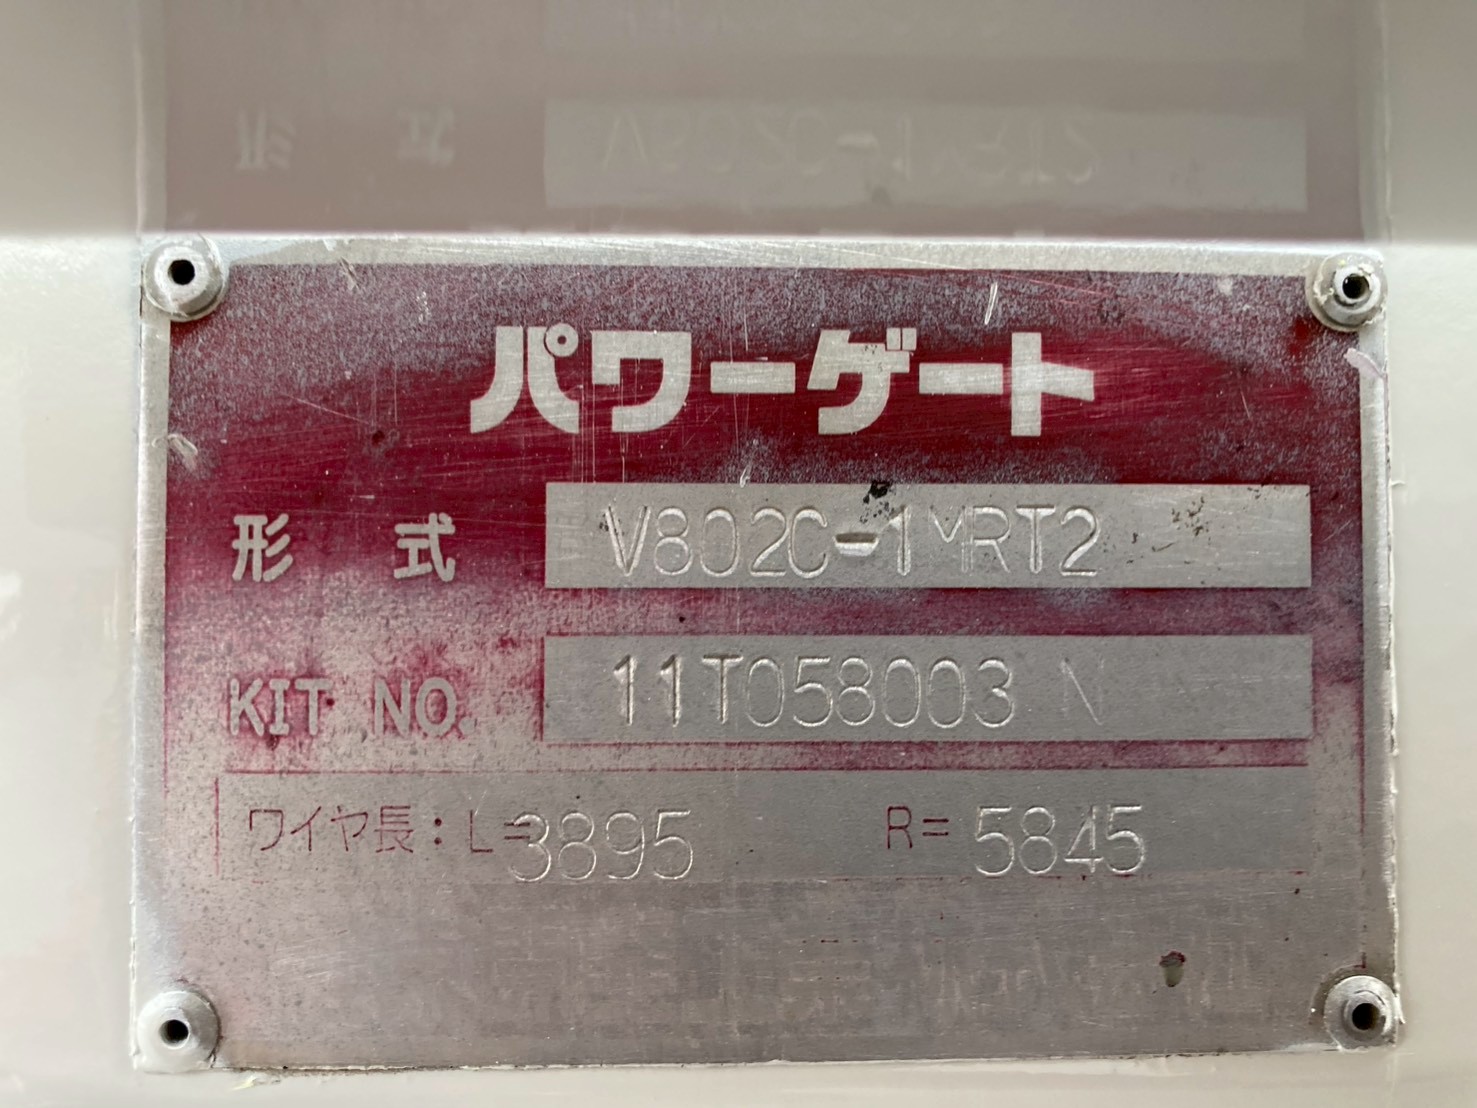 パワーゲート
形式 V802C-1MRT2
KIT NO. 11T058003 N
ワイヤ長：L=3895 R=5845